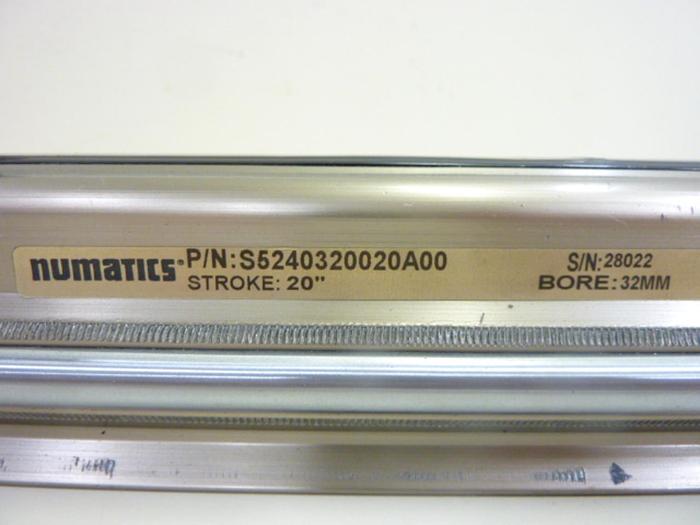 numatics® P/N:S5240320020A00 S/N:28022
STROKE: 20" BORE:32MM